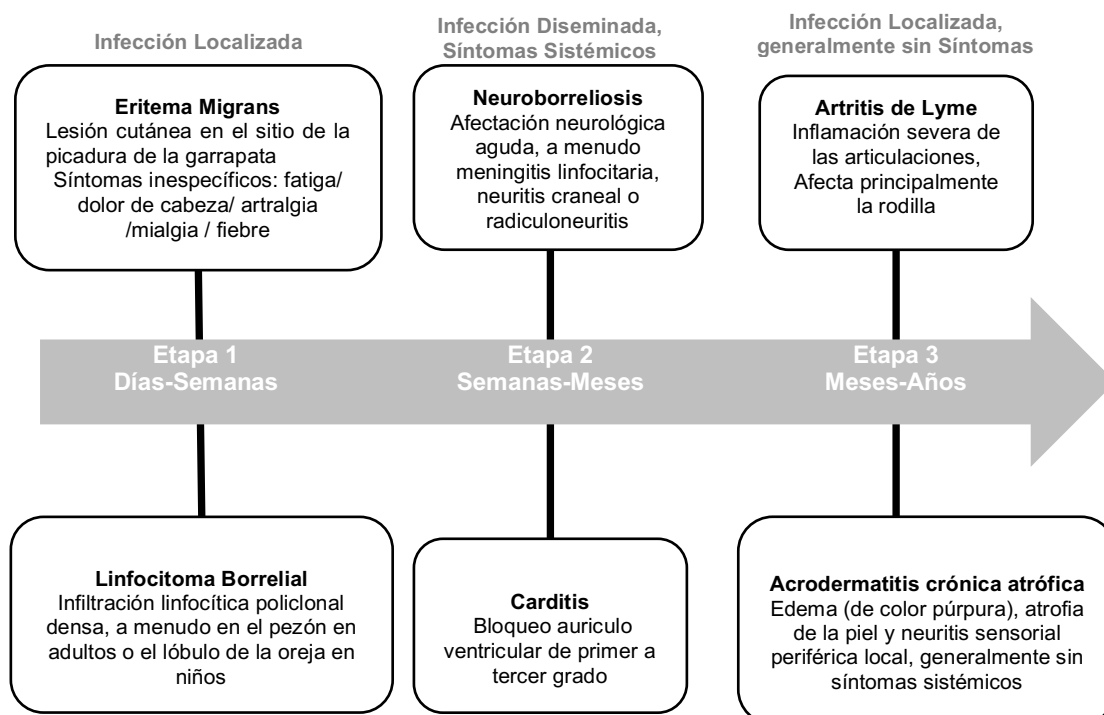 Infección Localizada
Infección Diseminada,
Síntomas Sistémicos
Infección Localizada,
generalmente sin Síntomas
Eritema Migrans
Lesión cutánea en el sitio de la
picadura de la garrapata
Síntomas inespecíficos: fatiga/
dolor de cabeza/ artralgia
/mialgia / fiebre
Neuroborreliosis
Afectación neurológica
aguda, a menudo
meningitis linfocitaria,
neuritis craneal o
radiculoneuritis
Artritis de Lyme
Inflamación severa de
las articulaciones,
Afecta principalmente
la rodilla
Etapa 1
Días-Semanas
Etapa 2
Semanas-Meses
Etapa 3
Meses-Años
Linfocitoma Borrelial
Infiltración linfocítica policlonal
densa, a menudo en el pezón en
adultos o el lóbulo de la oreja en
niños
Carditis
Bloqueo auriculo
ventricular de primer a
tercer grado
Acrodermatitis crónica atrófica
Edema (de color púrpura), atrofia
de la piel y neuritis sensorial
periférica local, generalmente sin
síntomas sistémicos